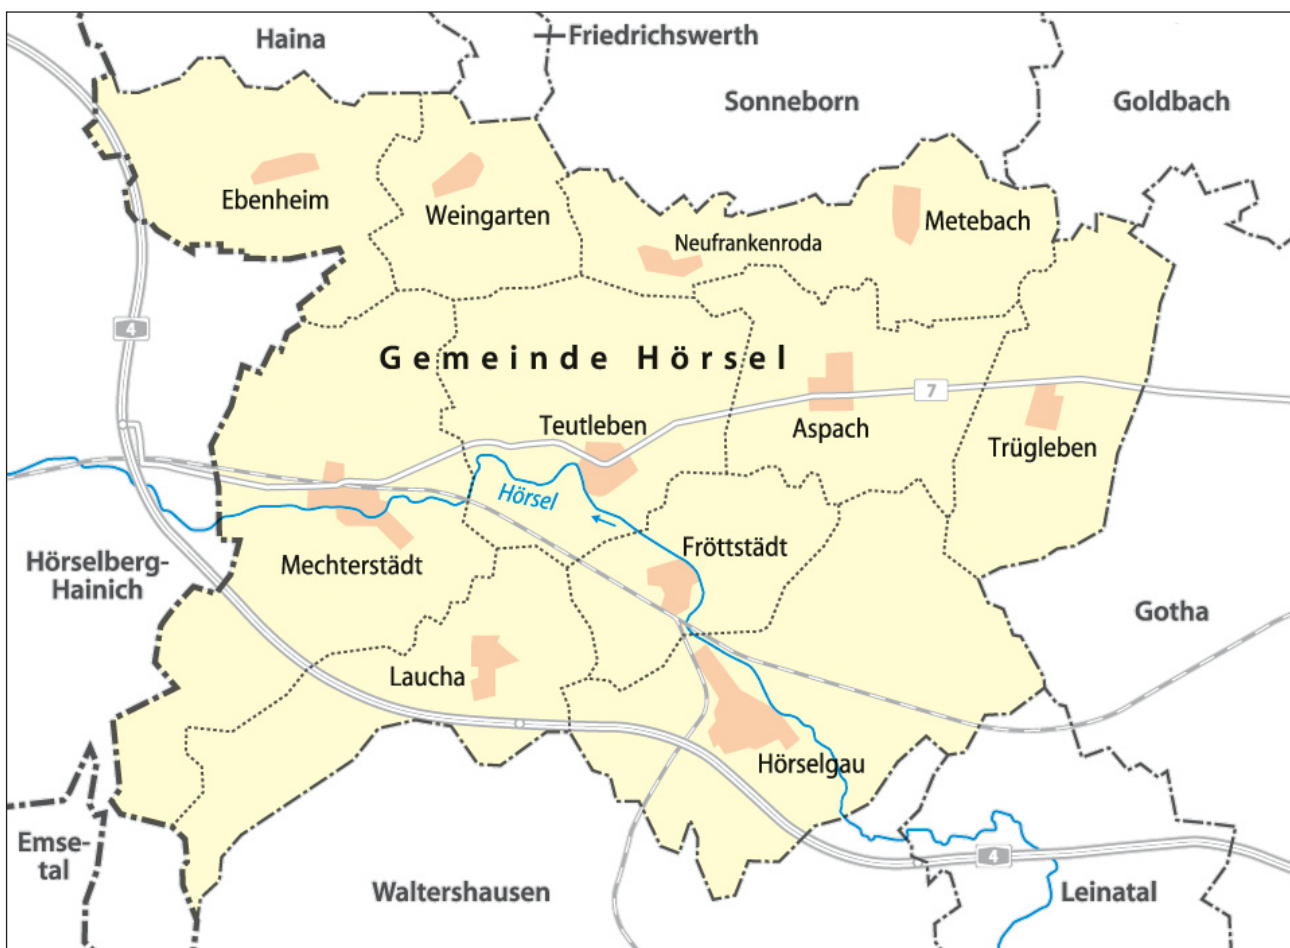 Haina
Friedrichswerth
Sonneborn
Goldbach
Ebenheim
Weingarten
Metebach
Neufrankenroda
4
Gemeinde Hörsel
7
Teutleben
Aspach
Trügleben
Hörsel
Fröttstädt
Mechterstädt
Hörselberg-
Hainich
Gotha
Laucha
Hörselgau
Emse-
tal
4
Waltershausen
Leinatal